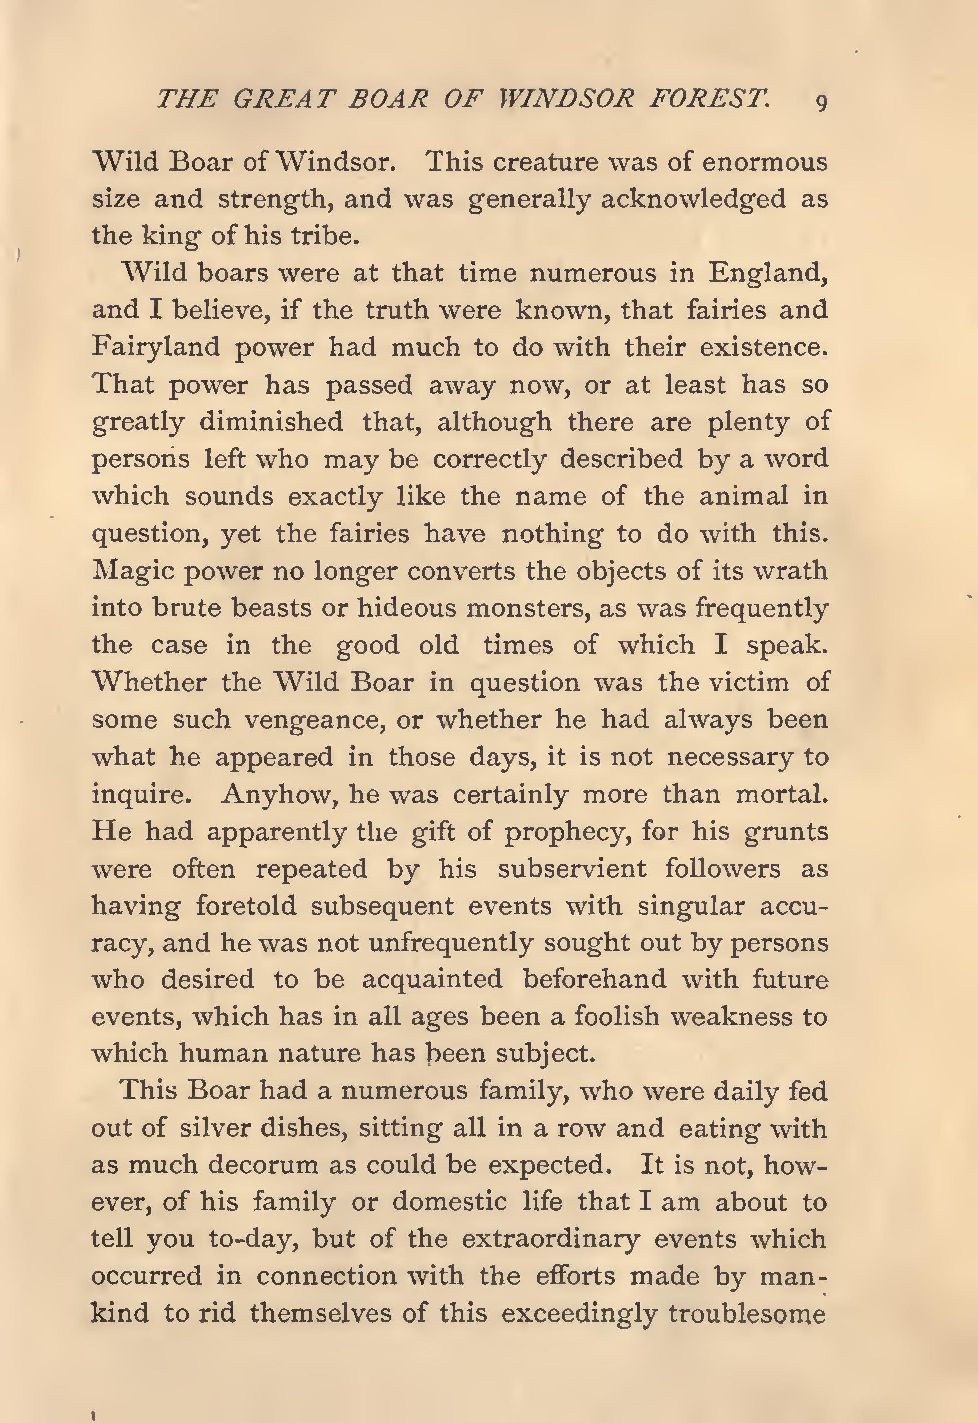 THE GREAT BOAR OF WINDSOR FOREST. 9
Wild Boar of Windsor. This creature was of enormous
size and strength, and was generally acknowledged as
the king of his tribe.
Wild boars were at that time numerous in England,
and I believe, if the truth were known, that fairies and
Fairyland power had much to do with their existence.
That power has passed away now, or at least has so
greatly diminished that, although there are plenty of
persons left who may be correctly described by a word
which sounds exactly like the name of the animal in
question, yet the fairies have nothing to do with this.
Magic power no longer converts the objects of its wrath
into brute beasts or hideous monsters, as was frequently
the case in the good old times of which I speak.
Whether the Wild Boar in question was the victim of
some such vengeance, or whether he had always been
what he appeared in those days, it is not necessary to
inquire. Anyhow, he was certainly more than mortal.
He had apparently the gift of prophecy, for his grunts
were often repeated by his subservient followers as
having foretold subsequent events with singular accu-
racy, and he was not unfrequently sought out by persons
who desired to be acquainted beforehand with future
events, which has in all ages been a foolish weakness to
which human nature has been subject.
This Boar had a numerous family, who were daily fed
out of silver dishes, sitting all in a row and eating with
as much decorum as could be expected. It is not, how-
ever, of his family or domestic life that I am about to
tell you to-day, but of the extraordinary events which
occurred in connection with the efforts made by man-
kind to rid themselves of this exceedingly troublesome